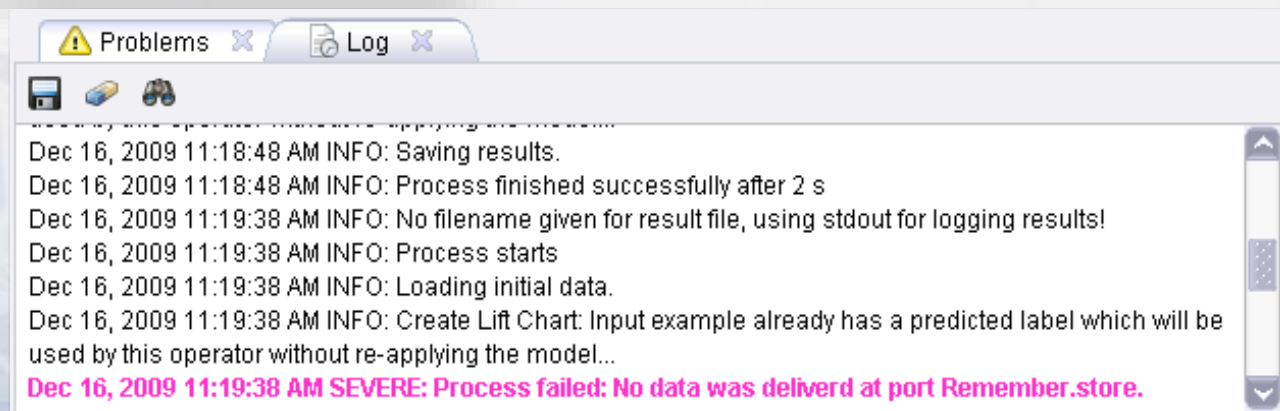 Problems
Log
Dec 16, 2009 11:18:48 AM INFO: Saving results.
Dec 16, 2009 11:18:48 AM INFO: Process finished successfully after 2 s
Dec 16, 2009 11:19:38 AM INFO: No filename given for result file, using stdout for logging results!
Dec 16, 2009 11:19:38 AM INFO: Process starts
Dec 16, 2009 11:19:38 AM INFO: Loading initial data.
Dec 16, 2009 11:19:38 AM INFO: Create Lift Chart: Input example already has a predicted label which will be
used by this operator without re-applying the model...
Dec 16, 2009 11:19:38 AM SEVERE: Process failed: No data was deliverd at port Remember.store.